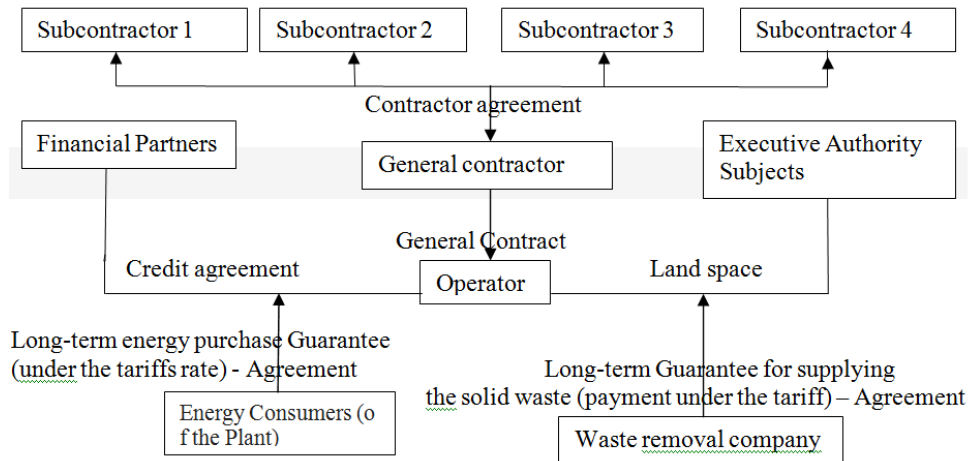 Subcontractor 1
Subcontractor 2
Subcontractor 3
Subcontractor 4
Contractor agreement
Financial Partners
General contractor
Executive Authority
Subjects
General Contract
Credit agreement
Operator
Land space
Long-term energy purchase Guarantee
(under the tariffs rate) - Agreement
Long-term Guarantee for supplying
the solid waste (payment under the tariff) – Agreement
Energy Consumers (o
f the Plant)
Waste removal company